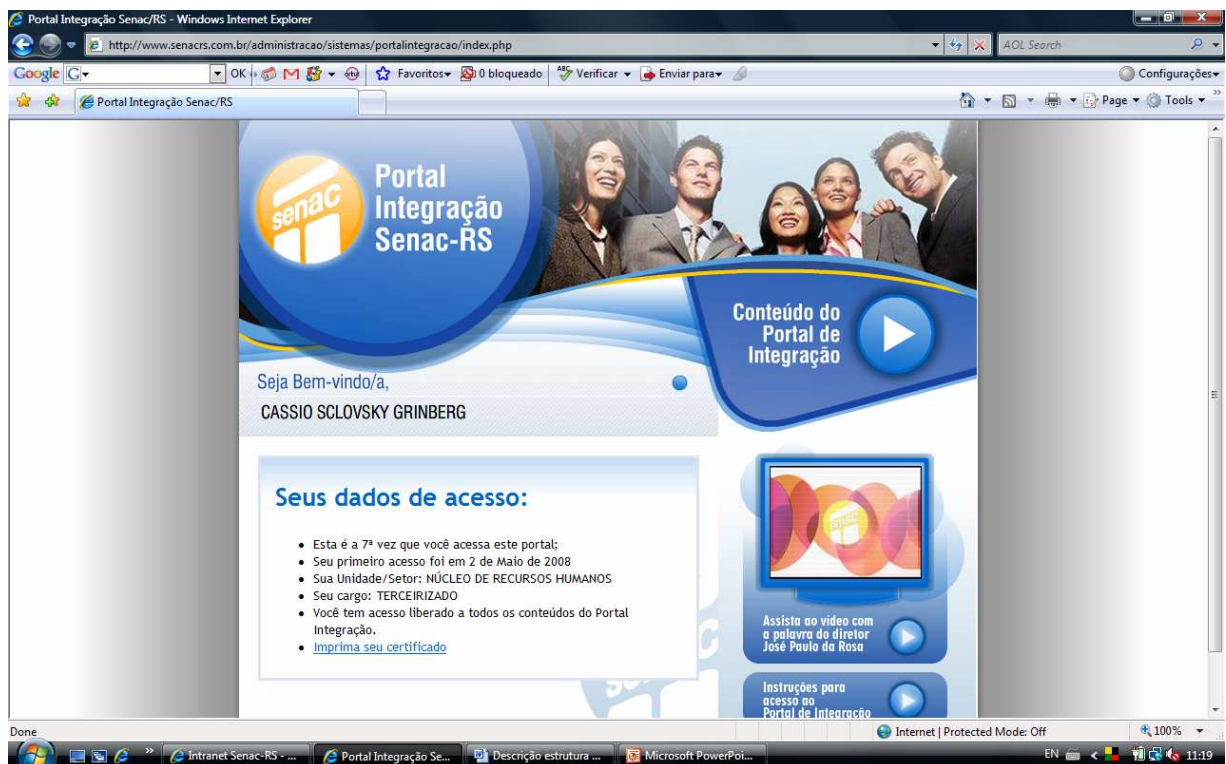 Portal Integração Senac/RS - Windows Internet Explorer
http://www.senacrs.com.br/administracao/sistemas/portalintegracao/index.php
AOL Search
Google
G
OK
Favoritos
0 bloqueado
ABC
Verificar
Enviar para
Configurações
Portal Integração Senac/RS
Page
Tools
senac
Portal
Integração
Senac-RS
Conteúdo do
Portal de
Integração
Seja Bem-vindo/a,
CASSIO SCLOVSKY GRINBERG
Seus dados de acesso:
Esta é a 7ª vez que você acessa este portal;
Seu primeiro acesso foi em 2 de Maio de 2008
Sua Unidade/Setor: NÚCLEO DE RECURSOS HUMANOS
Seu cargo: TERCEIRIZADO
Você tem acesso liberado a todos os conteúdos do Portal
Integração.
Imprima seu certificado
senac
Assista ao vídeo com
a palavra do diretor
José Paulo da Rosa
Instruções para
acesso ao
Portal de Integração
Done
Internet | Protected Mode: Off
100%
Intranet Senac-RS - ...
Portal Integração Se...
Descrição estrutura ...
Microsoft PowerPoi...
EN
11:19